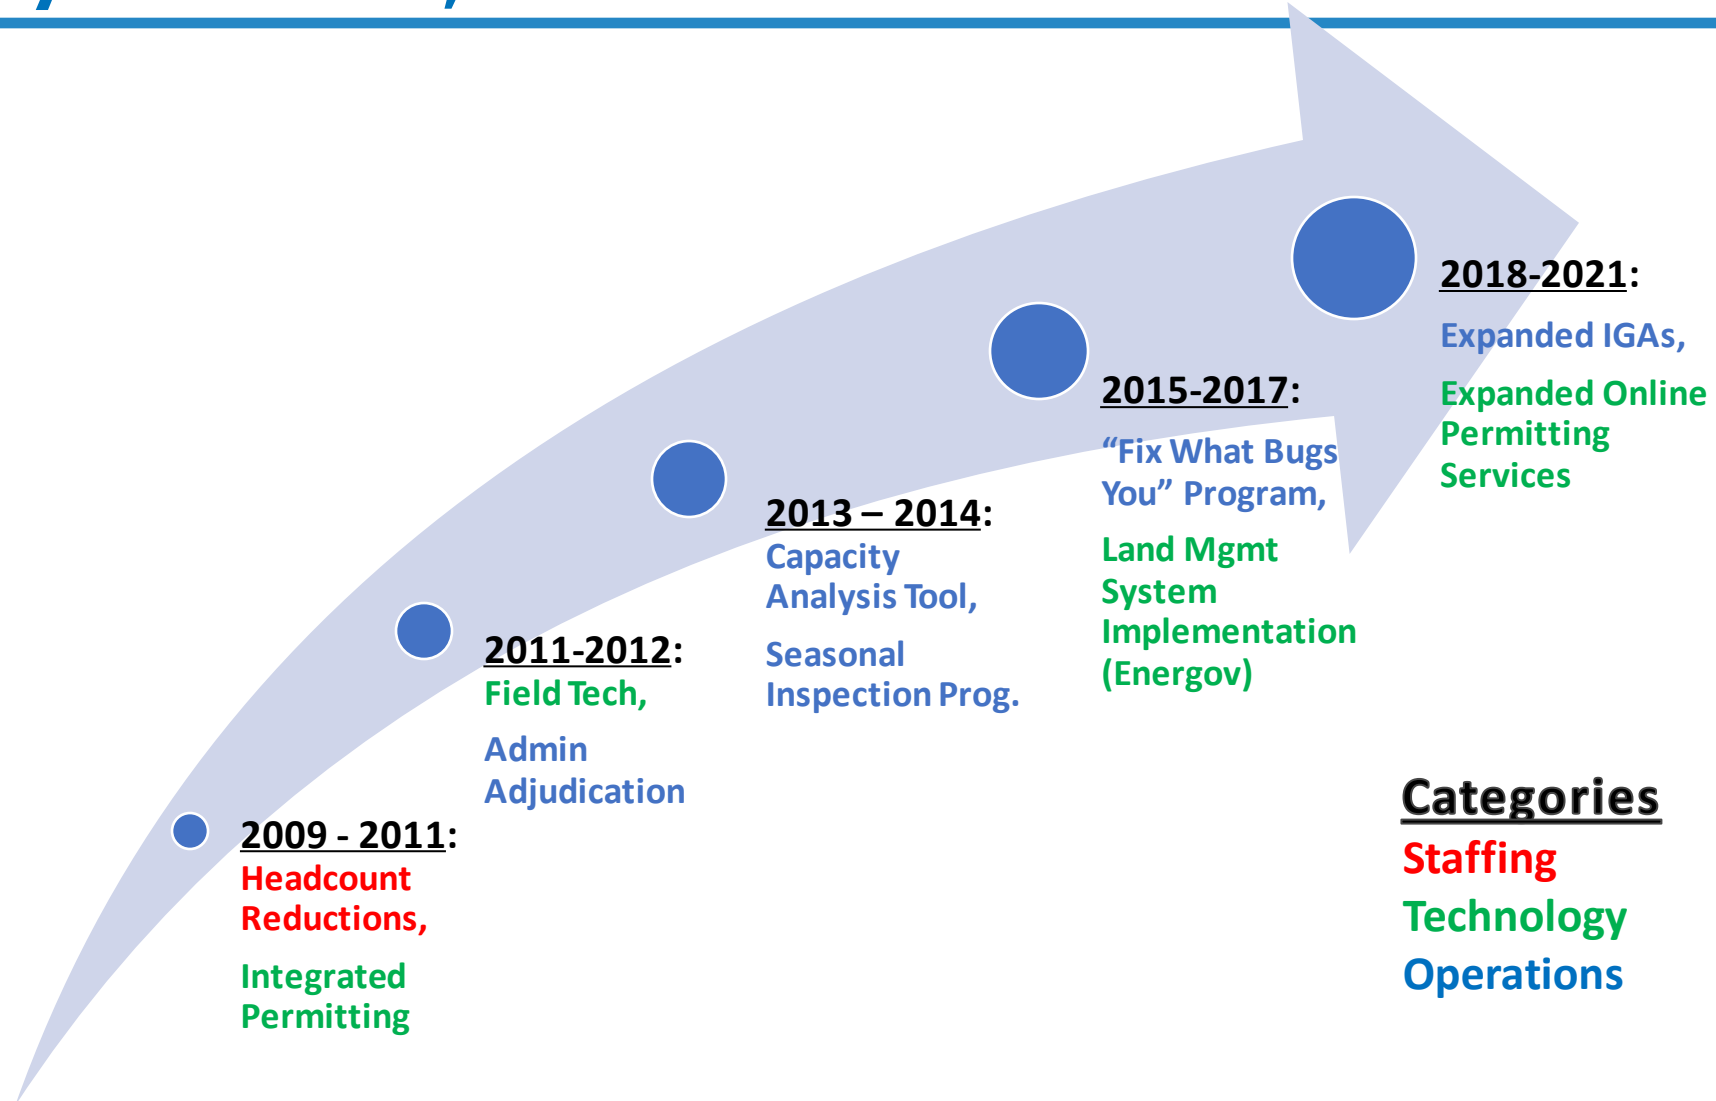 2009 - 2011:
Headcount
Reductions,
Integrated
Permitting
2011-2012:
Field Tech,
Admin
Adjudication
2013 – 2014:
Capacity
Analysis Tool,
Seasonal
Inspection Prog.
2015-2017:
“Fix What Bugs
You” Program,
Land Mgmt
System
Implementation
(Energov)
2018-2021:
Expanded IGAs,
Expanded Online
Permitting
Services
Categories
Staffing
Technology
Operations